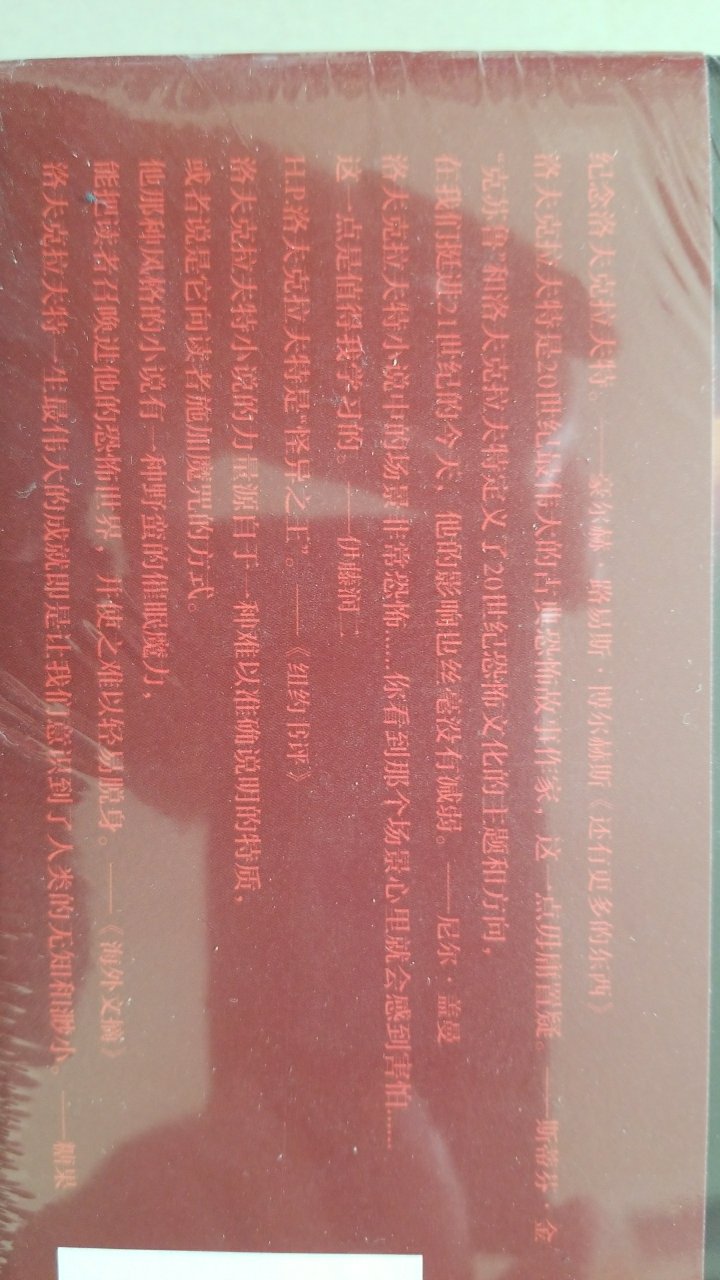 纪念洛夫克拉夫特。——豪尔赫·路易斯·博尔赫斯《还有更多的东西》
洛夫克拉夫特是20世纪最伟大的古典恐怖故事作家，这一点毋庸置疑。——斯蒂芬·金
“克苏鲁”和洛夫克拉夫特定义了20世纪恐怖文化的主题和方向，
在我们挺进21世纪的今天，他的影响也丝毫没有减弱。——尼尔·盖曼
洛夫克拉夫特小说中的场景非常恐怖……你看到那个场景心里就会感到害怕……
这一点是值得我学习的。——伊藤润二
H.P.洛夫克拉夫特是“怪异之王”。——《纽约书评》
洛夫克拉夫特小说的力量源自于一种难以准确说明的特质，
或者说是它向读者施加魔咒的方式。
他那种风格的小说有一种野蛮的催眠魔力，
能把读者召唤进他的恐怖世界，并使之难以轻易脱身。——《海外文摘》
洛夫克拉夫特一生最伟大的成就即是让我们意识到了人类的无知和渺小。——糖果